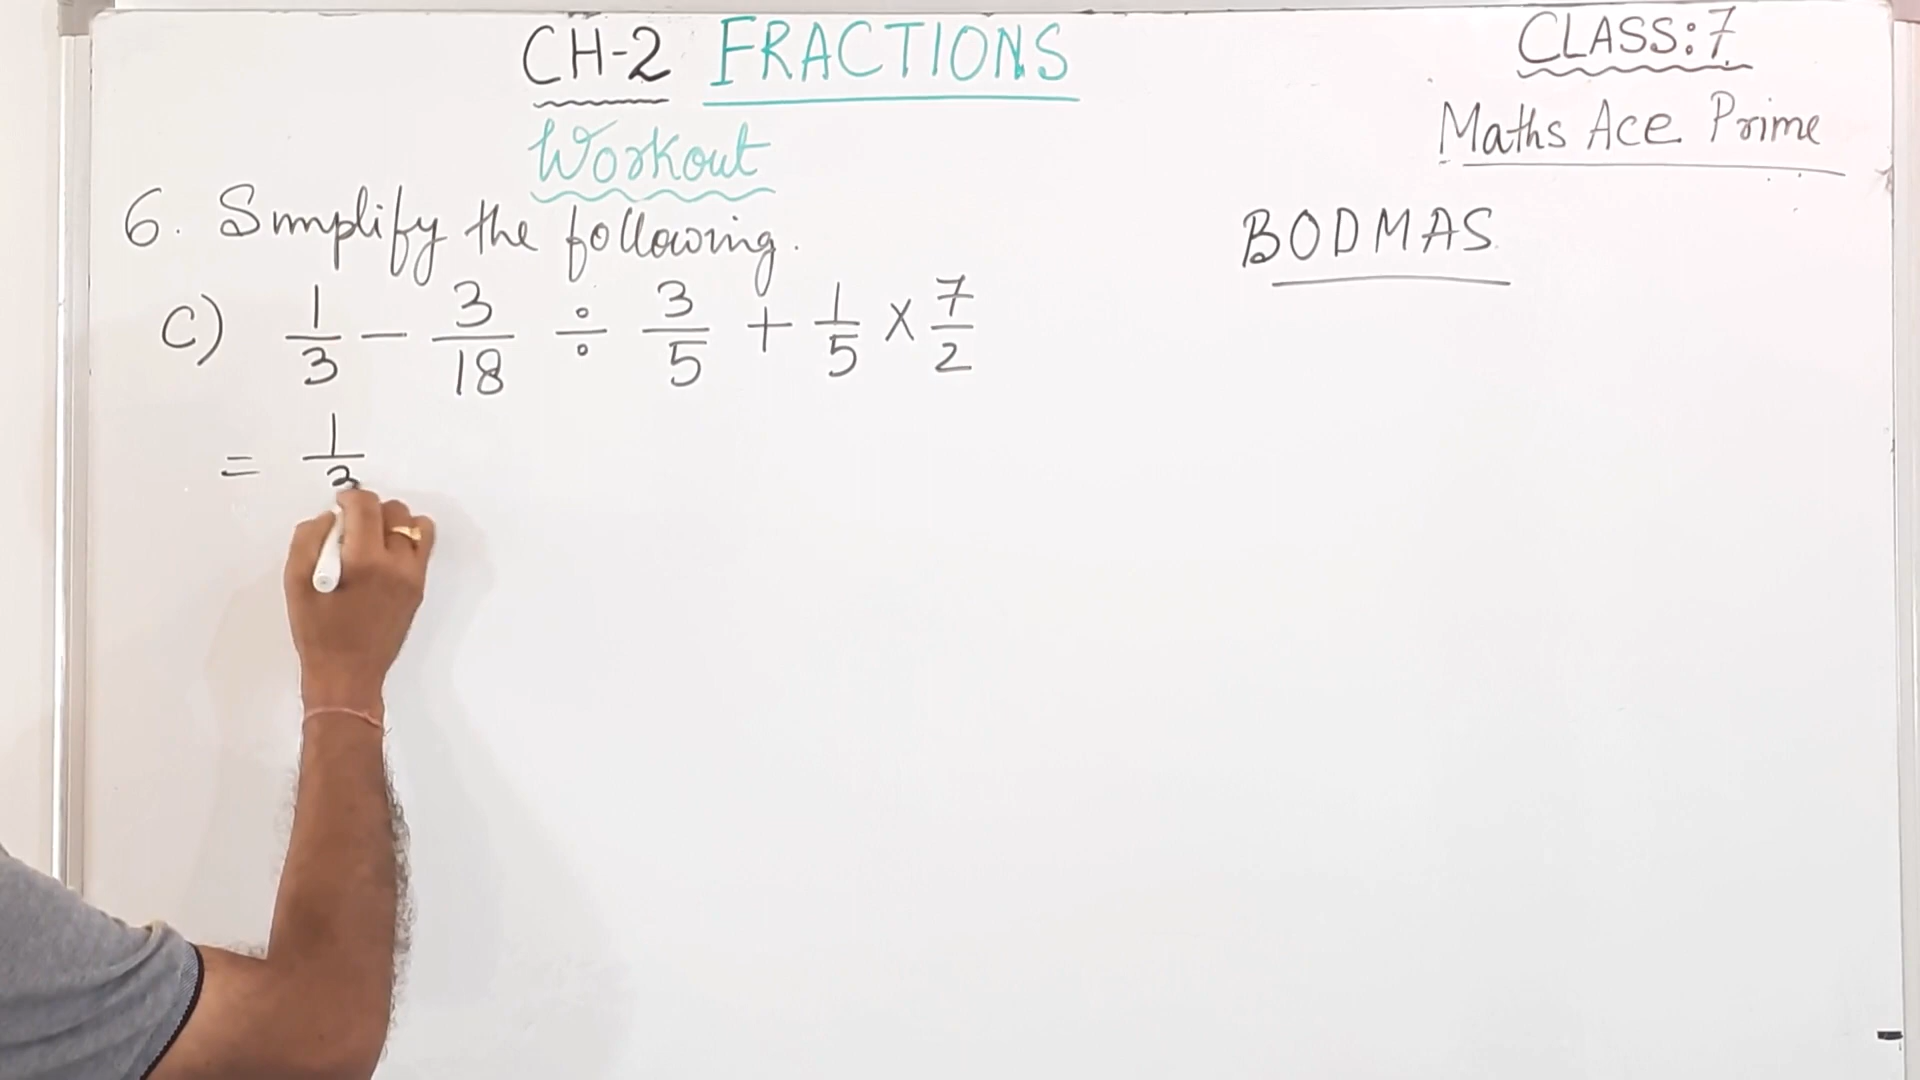 CH-2 FRACTIONS
CLASS: 7
Maths Ace Prime
Workout
6. Simplify the following.
BODMAS
C) 1/3 - 3/18 ÷ 3/5 + 1/5 × 7/2
= 1/3